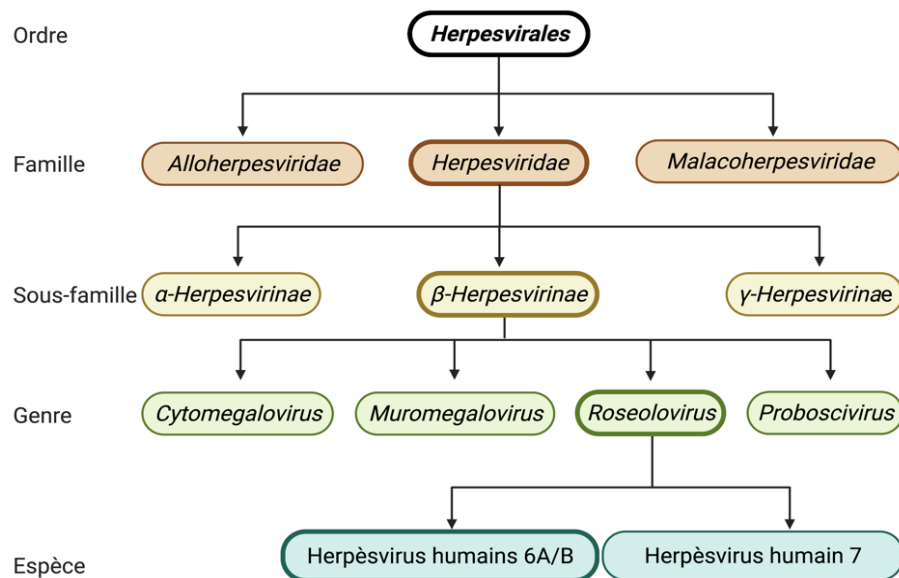 Ordre
Herpesvirales
Famille
Alloherpesviridae
Herpesviridae
Malacoherpesviridae
Sous-famille
α-Herpesvirinae
β-Herpesvirinae
γ-Herpesvirinae
Genre
Cytomegalovirus
Muromegalovirus
Roseolovirus
Proboscivirus
Espèce
Herpèsvirus humains 6A/B
Herpèsvirus humain 7